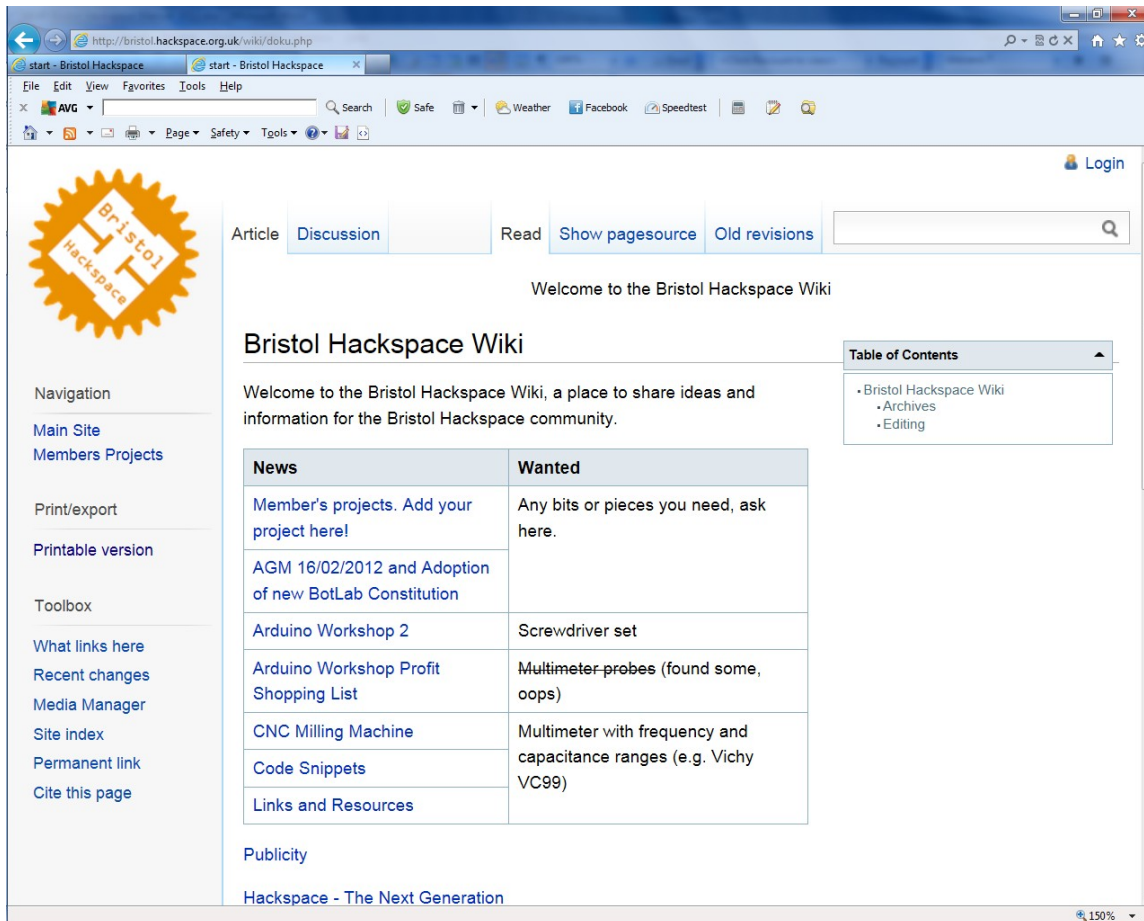 http://bristol.hackspace.org.uk/wiki/doku.php
start - Bristol Hackspace
start - Bristol Hackspace
File Edit View Favorites Tools Help
AVG Search Safe Weather Facebook Speedtest
Page Safety Tools
Login
Bristol
Hackspace
Article Discussion Read Show pagesource Old revisions
Welcome to the Bristol Hackspace Wiki
Bristol Hackspace Wiki
Welcome to the Bristol Hackspace Wiki, a place to share ideas and
information for the Bristol Hackspace community.
Table of Contents
Bristol Hackspace Wiki
Archives
Editing
Navigation
Main Site
Members Projects
Print/export
Printable version
Toolbox
What links here
Recent changes
Media Manager
Site index
Permanent link
Cite this page
News Wanted
Member's projects. Add your
project here!
Any bits or pieces you need, ask
here.
AGM 16/02/2012 and Adoption
of new BotLab Constitution
Arduino Workshop 2
Screwdriver set
Arduino Workshop Profit
Shopping List
Multimeter probes (found some,
oops)
CNC Milling Machine
Code Snippets
Links and Resources
Multimeter with frequency and
capacitance ranges (e.g. Vichy
VC99)
Publicity
Hackspace - The Next Generation
150%